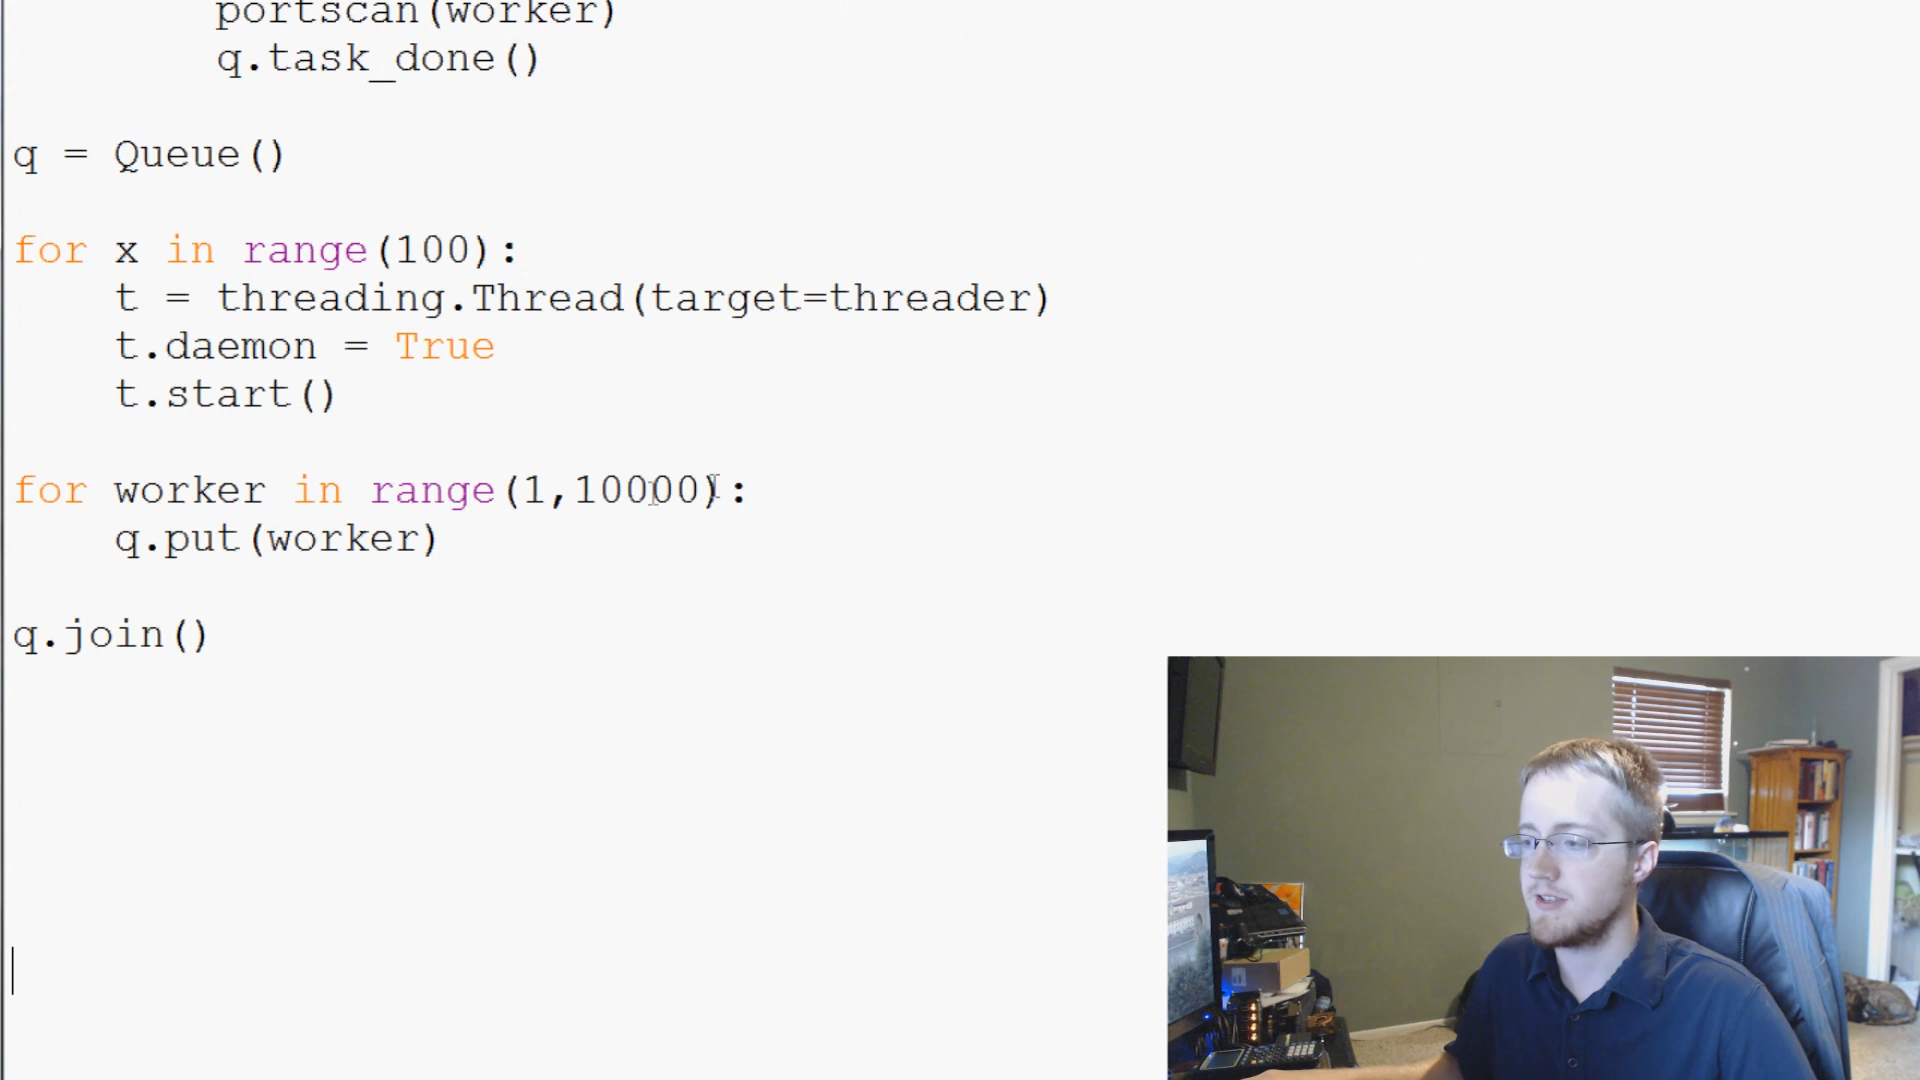 portscan(worker)
q.task_done()
q = Queue()
for x in range(100):
t = threading.Thread(target=threader)
t.daemon = True
t.start()
for worker in range(1,10000):
q.put(worker)
q.join()